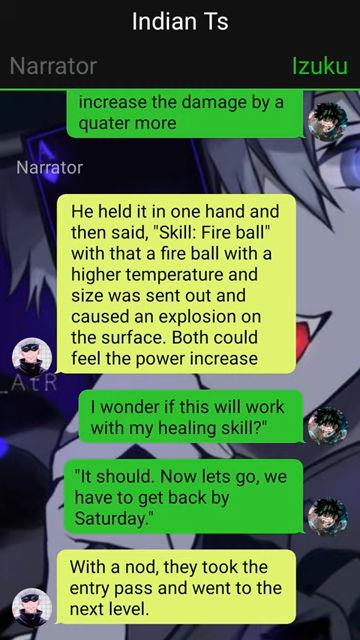 Indian Ts
Narrator
Izuku
increase the damage by a
quater more
Narrator
He held it in one hand and
then said, "Skill: Fire ball"
with that a fire ball with a
higher temperature and
size was sent out and
caused an explosion on
the surface. Both could
feel the power increase
_AtR
I wonder if this will work
with my healing skill?"
"It should. Now lets go, we
have to get back by
Saturday."
With a nod, they took the
entry pass and went to the
next level.